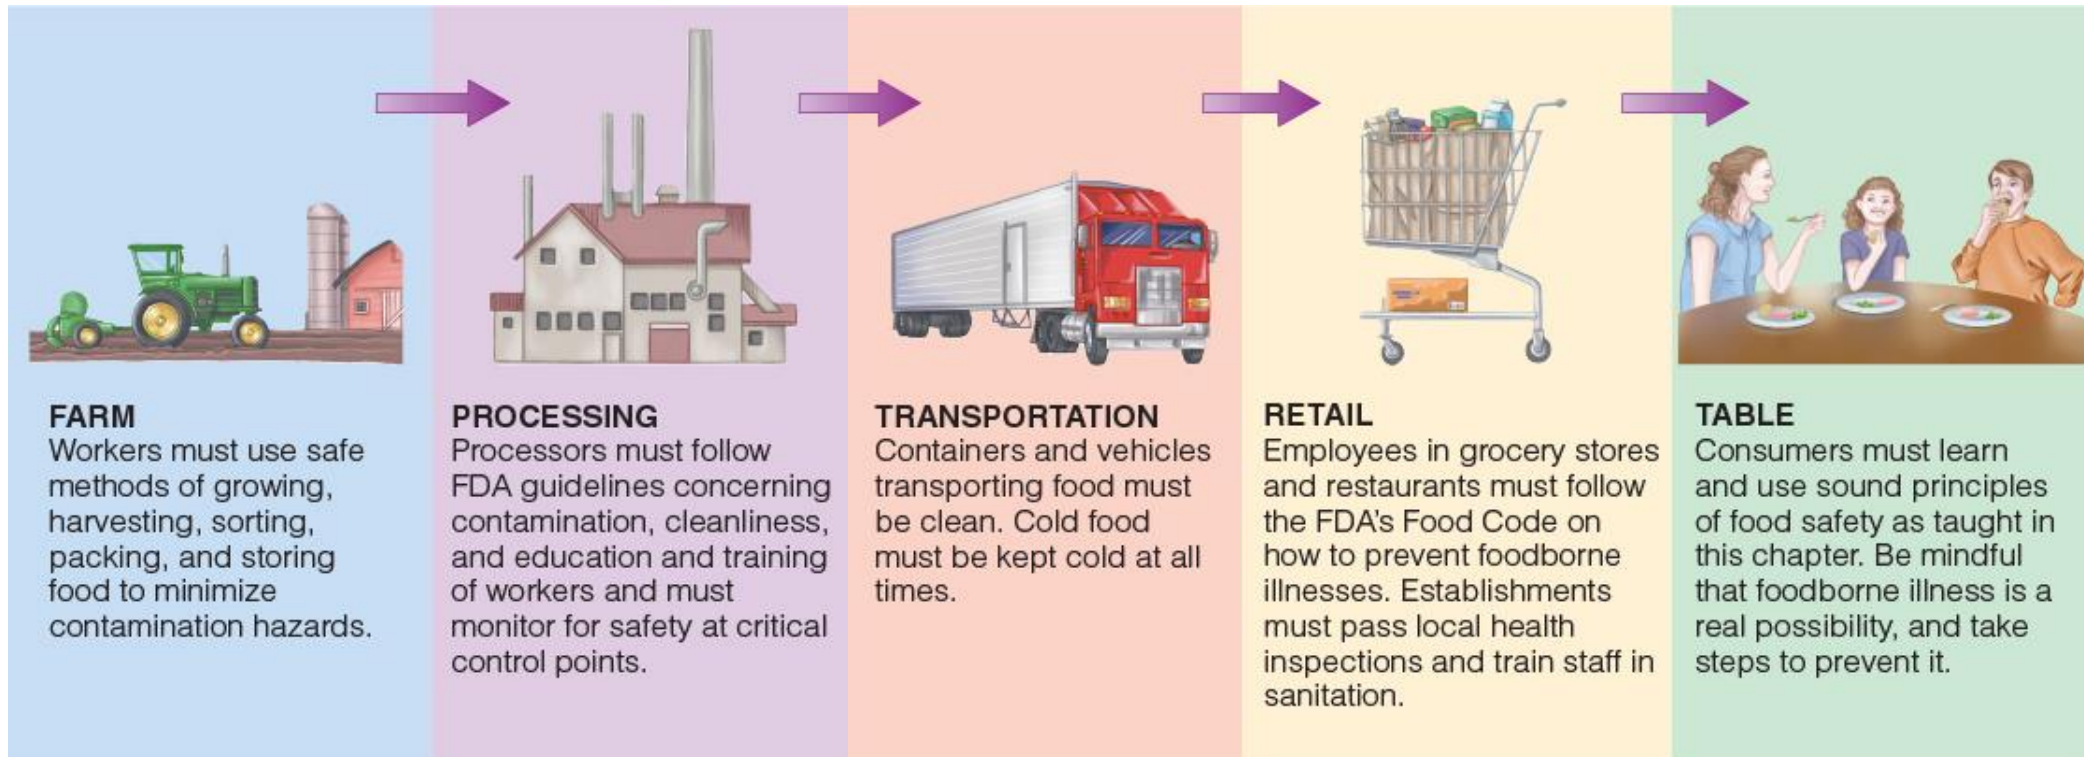 FARM
Workers must use safe
methods of growing,
harvesting, sorting,
packing, and storing
food to minimize
contamination hazards.
PROCESSING
Processors must follow
FDA guidelines concerning
contamination, cleanliness,
and education and training
of workers and must
monitor for safety at critical
control points.
TRANSPORTATION
Containers and vehicles
transporting food must
be clean. Cold food
must be kept cold at all
times.
RETAIL
Employees in grocery stores
and restaurants must follow
the FDA's Food Code on
how to prevent foodborne
illnesses. Establishments
must pass local health
inspections and train staff in
sanitation.
TABLE
Consumers must learn
and use sound principles
of food safety as taught in
this chapter. Be mindful
that foodborne illness is a
real possibility, and take
steps to prevent it.